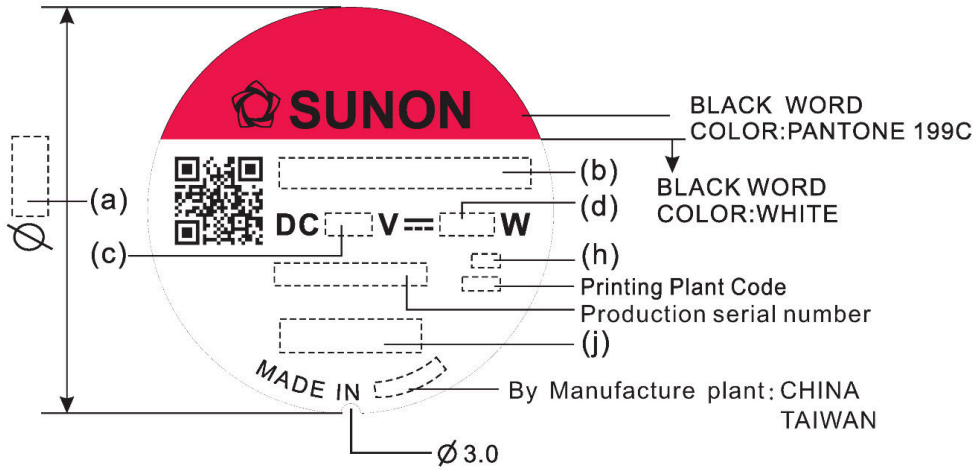 SUNON
BLACK WORD
COLOR:PANTONE 199C
(b)
BLACK WORD
COLOR:WHITE
(a)
(d)
DC V W
Ø
(c)
(h)
Printing Plant Code
Production serial number
(j)
MADE IN
By Manufacture plant: CHINA
TAIWAN
Ø 3.0